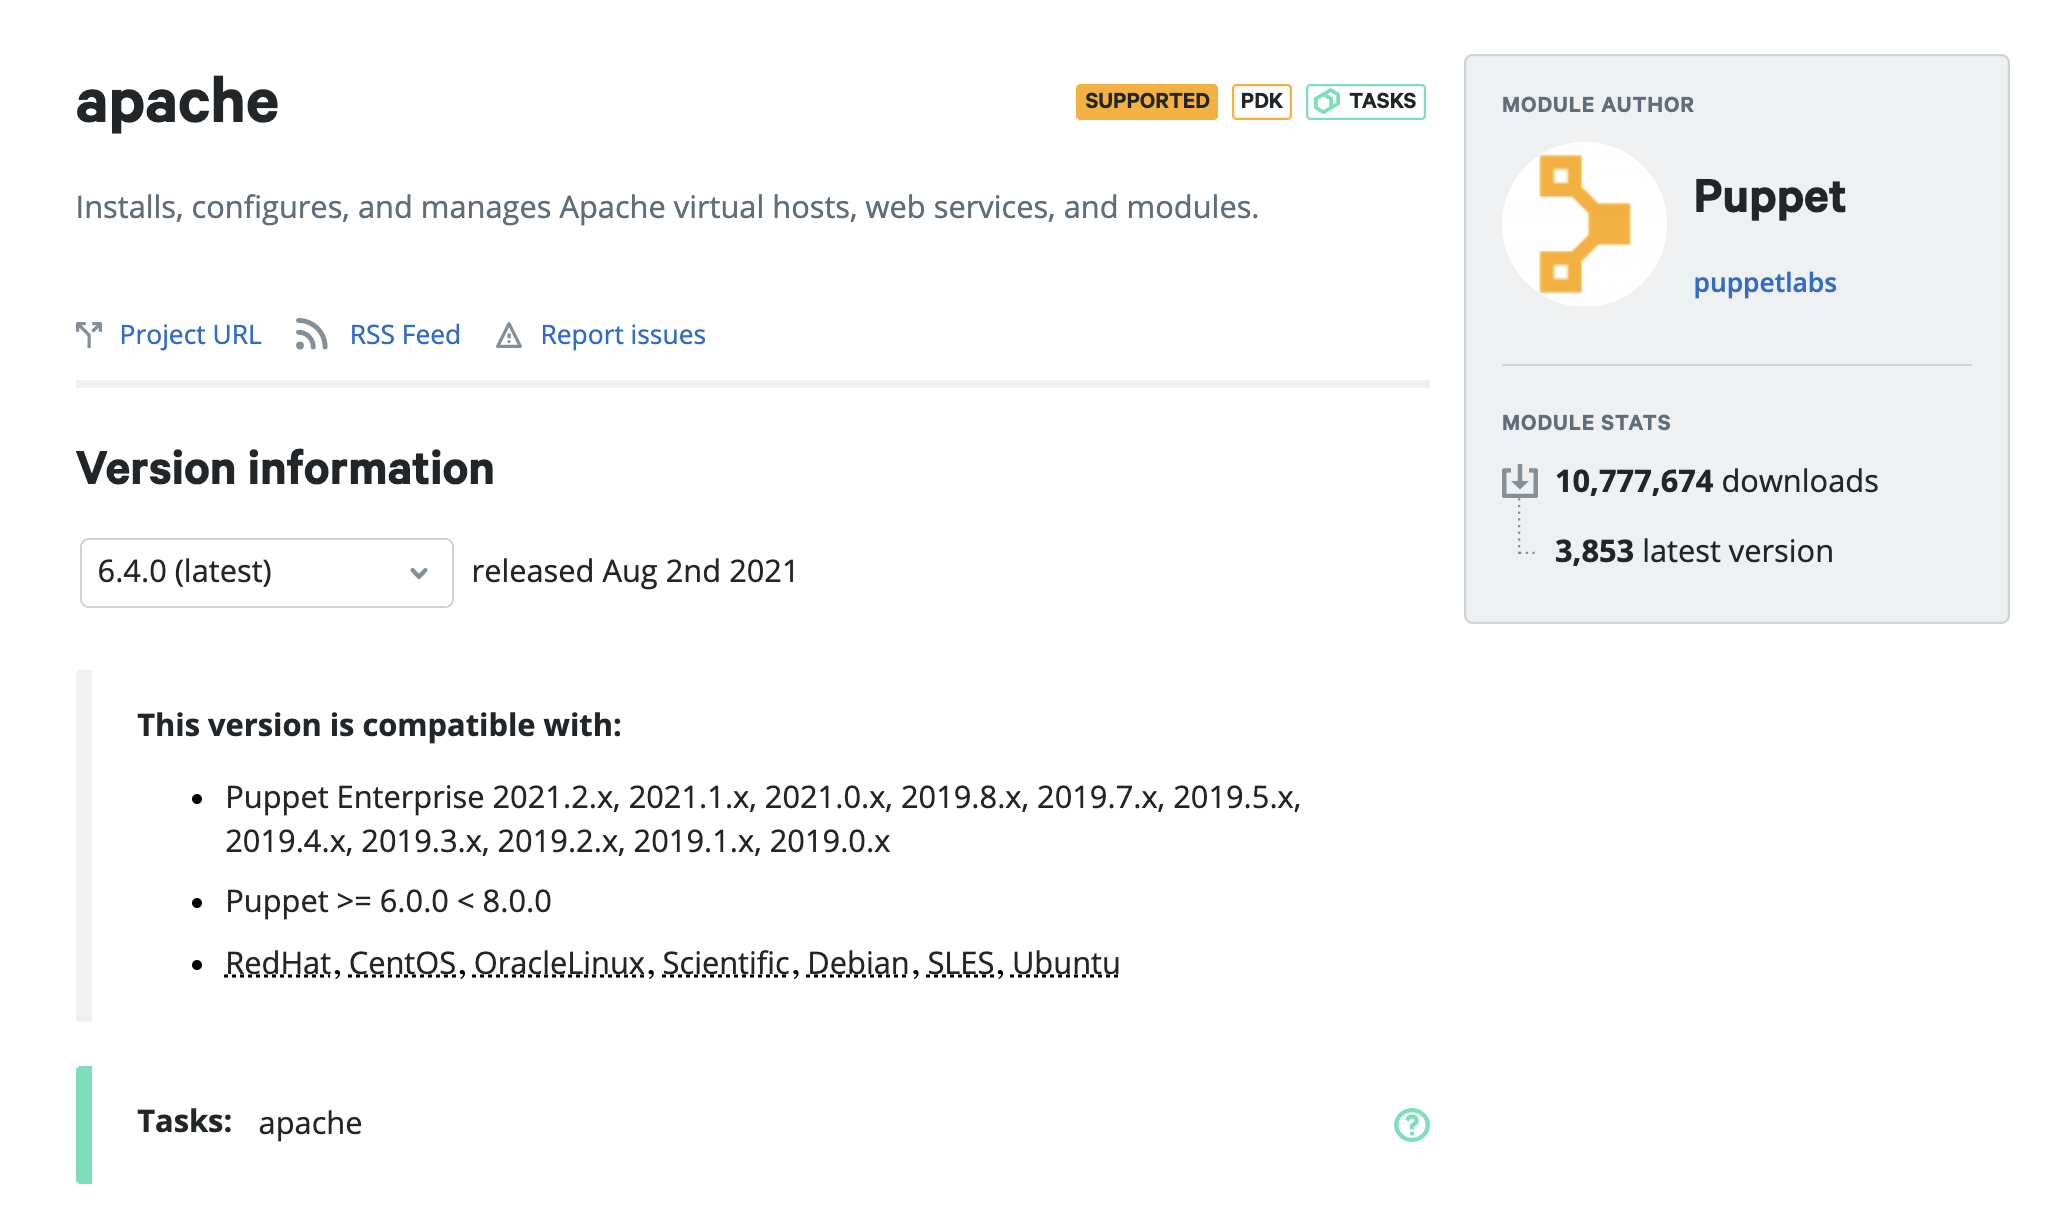 apache
SUPPORTED PDK TASKS
Installs, configures, and manages Apache virtual hosts, web services, and modules.
Project URL RSS Feed Report issues
Version information
6.4.0 (latest) released Aug 2nd 2021
This version is compatible with:
Puppet Enterprise 2021.2.x, 2021.1.x, 2021.0.x, 2019.8.x, 2019.7.x, 2019.5.x,
2019.4.x, 2019.3.x, 2019.2.x, 2019.1.x, 2019.0.x
Puppet >= 6.0.0 < 8.0.0
RedHat, CentOS, OracleLinux, Scientific, Debian, SLES, Ubuntu
Tasks: apache
MODULE AUTHOR
Puppet
puppetlabs
MODULE STATS
10,777,674 downloads
3,853 latest version